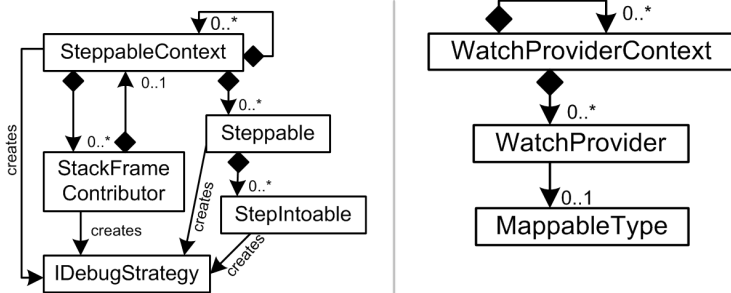 0..*
SteppableContext
0..1
0..*
0..*
creates
Steppable
StackFrame
Contributor
0..*
creates
StepIntoable
creates
creates
IDebugStrategy
0..*
WatchProviderContext
0..*
WatchProvider
0..1
MappableType